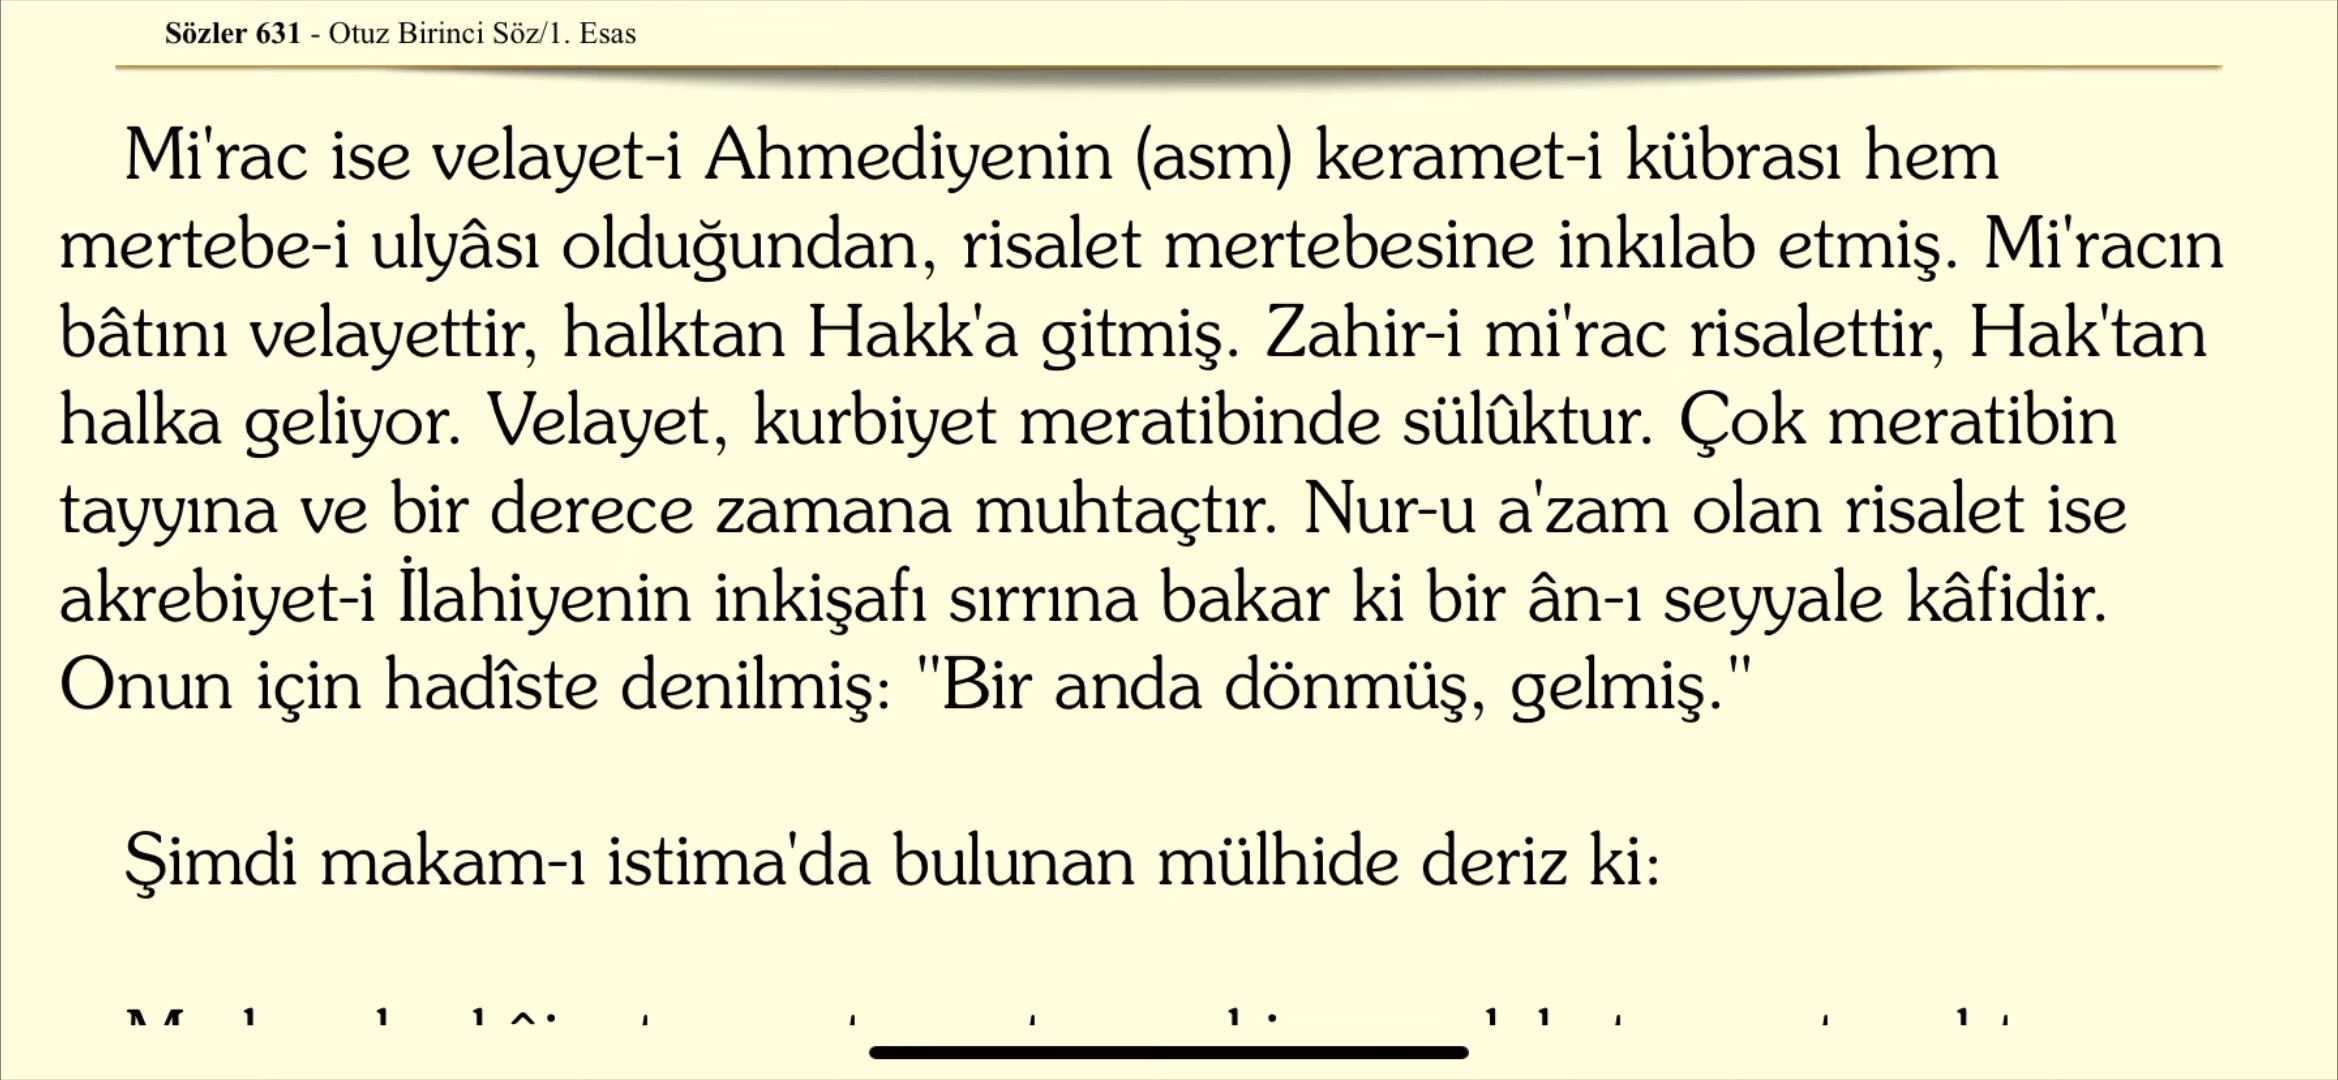 Sözler 631 - Otuz Birinci Söz/1. Esas
Mi'rac ise velayet-i Ahmediyenin (asm) keramet-i kübrası hem
mertebe-i ulyâsı olduğundan, risalet mertebesine inkılab etmiş. Mi'racın
bâtını velayettir, halktan Hakk'a gitmiş. Zahir-i mi'rac risalettir, Hak'tan
halka geliyor. Velayet, kurbiyet meratibinde sülûktur. Çok meratibin
tayyına ve bir derece zamana muhtaçtır. Nur-u a'zam olan risalet ise
akrebiyet-i İlahiyenin inkişafı sırrına bakar ki bir ân-ı seyyale kâfidir.
Onun için hadîste denilmiş: "Bir anda dönmüş, gelmiş."
Şimdi makam-ı istima'da bulunan mülhide deriz ki: